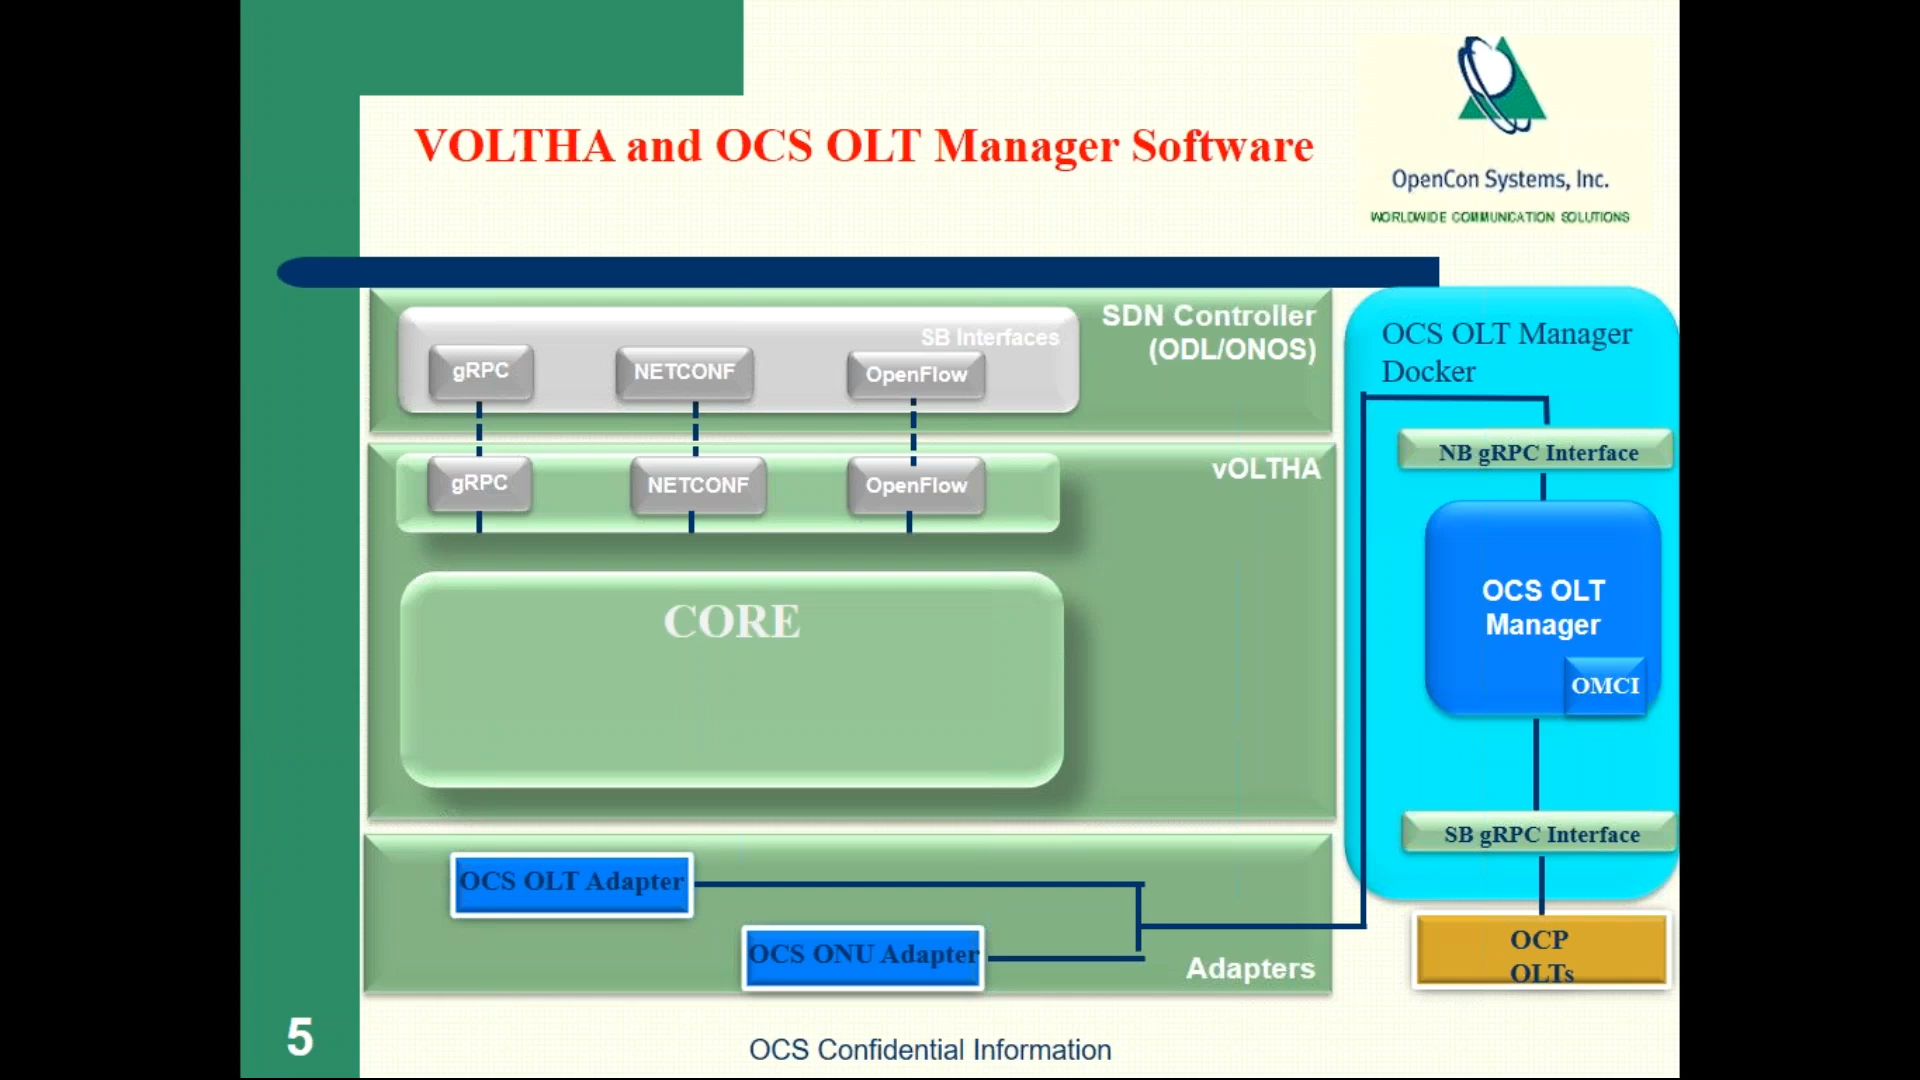 VOLTHA and OCS OLT Manager Software
OpenCon Systems, Inc.
WORLDWIDE COMMUNICATION SOLUTIONS
SDN Controller
(ODL/ONOS)
SB Interfaces
gRPC
NETCONF
OpenFlow
vOLTHA
gRPC
NETCONF
OpenFlow
CORE
OCS OLT Adapter
OCS ONU Adapter
Adapters
OCS OLT Manager
Docker
NB gRPC Interface
OCS OLT
Manager
OMCI
SB gRPC Interface
OCP
OLTs
5
OCS Confidential Information